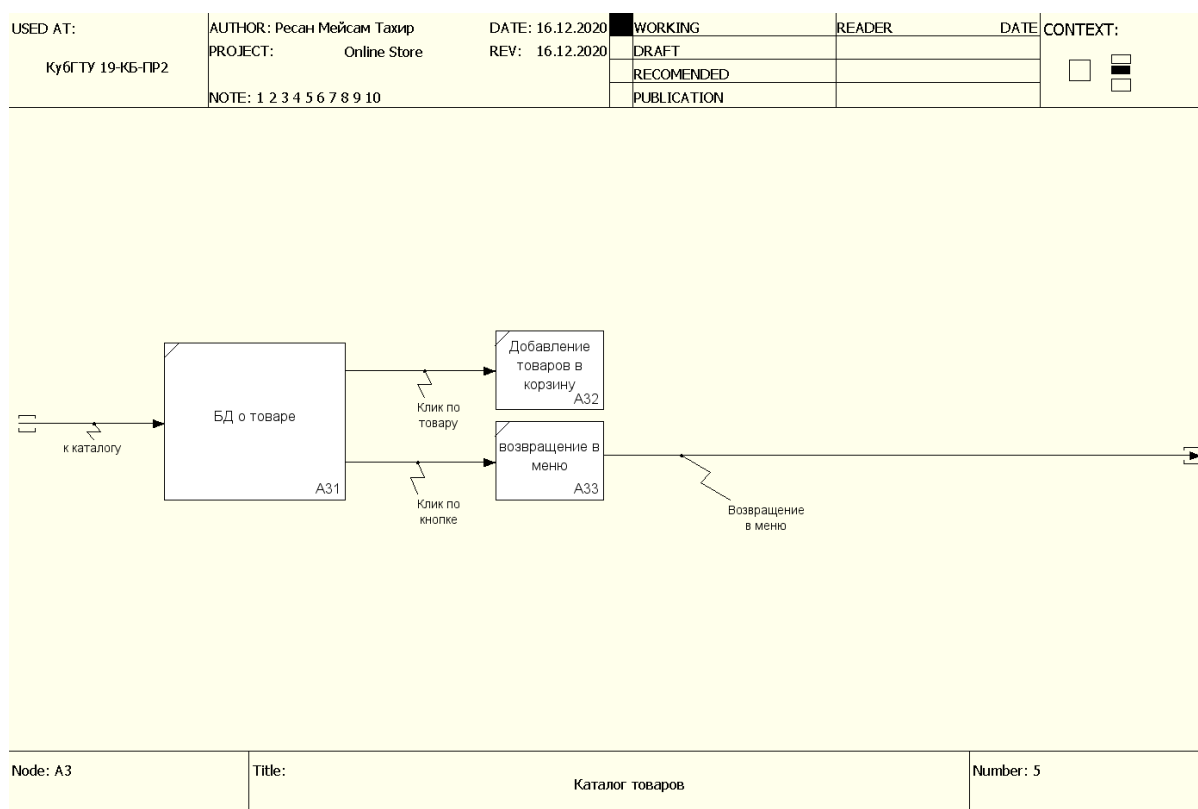 USED AT:
КубГТУ 19-КБ-ПР2
AUTHOR: Ресан Мейсам Тахир
DATE: 16.12.2020
PROJECT: Online Store
REV: 16.12.2020
NOTE: 1 2 3 4 5 6 7 8 9 10
WORKING
DRAFT
RECOMENDED
PUBLICATION
READER
DATE
CONTEXT:
к каталогу
БД о товаре
A31
Клик по
товару
Добавление
товаров в
корзину
A32
Клик по
кнопке
возвращение в
меню
A33
Возвращение
в меню
Node: A3
Title:
Каталог товаров
Number: 5